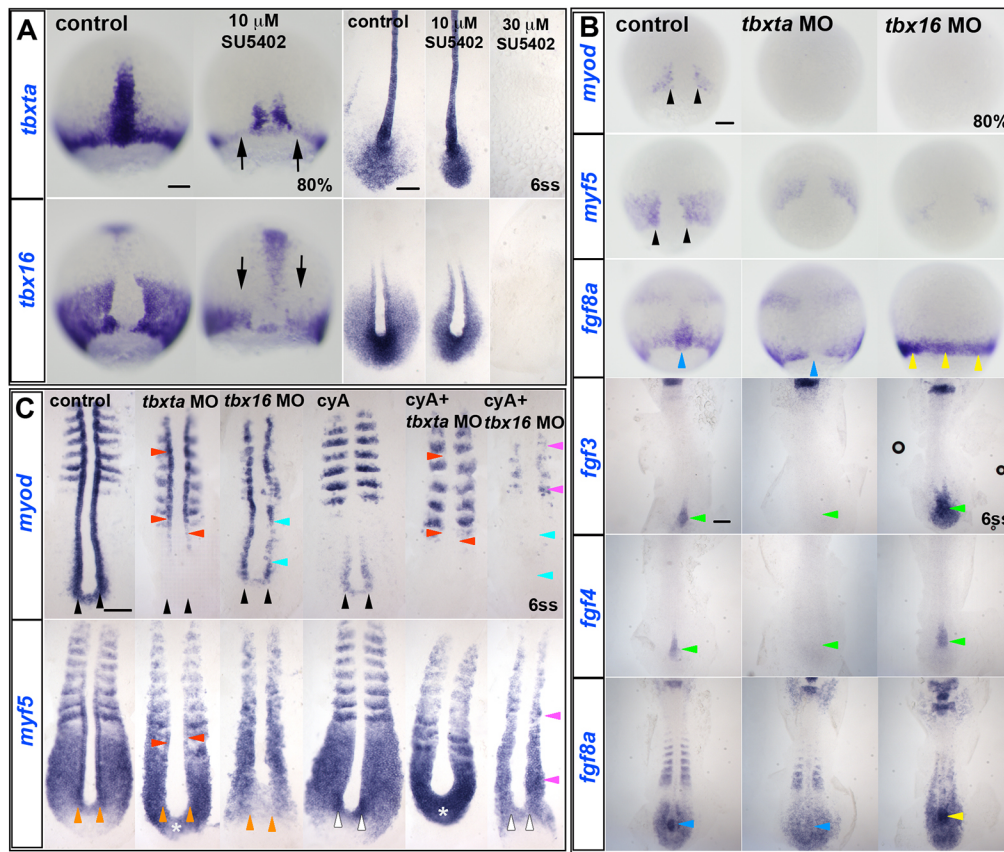 A
control
10 μM SU5402
control
10 μM SU5402
30 μM SU5402
tbxta
80%
6ss
tbx16
B
control
tbxta MO
tbx16 MO
myod
80%
myf5
fgf8a
fgf3
6ss
fgf4
fgf8a
C
control
tbxta MO
tbx16 MO
cyA
cyA+
tbxta MO
cyA+
tbx16 MO
myod
6ss
myf5
*
*